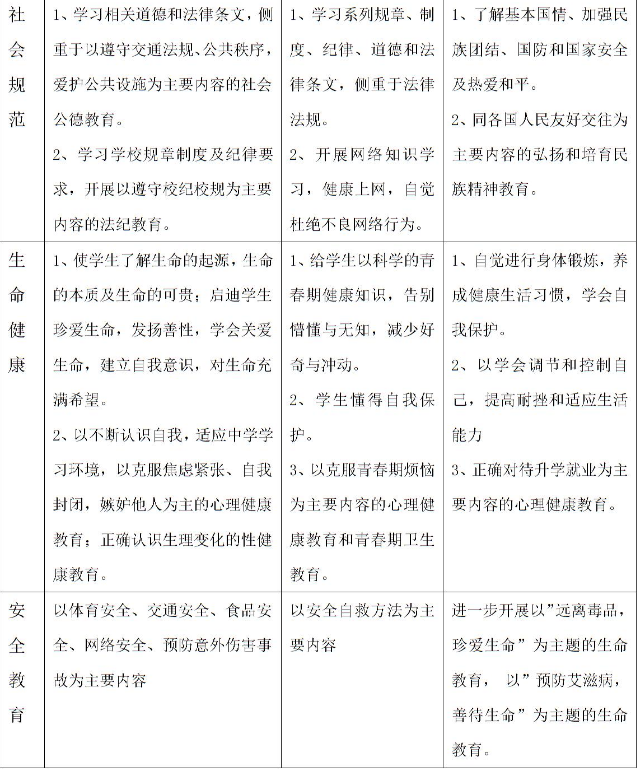 社会规范
1、学习相关道德和法律条文，侧
重于以遵守交通法规、公共秩序，
爱护公共设施为主要内容的社会
公德教育。
2、学习学校规章制度及纪律要
求，开展以遵守校纪校规为主要
内容的法纪教育。
1、学习系列规章、制
度、纪律、道德和法
律条文，侧重于法律
法规。
2、开展网络知识学
习，健康上网，自觉
杜绝不良网络行为。
1、了解基本国情、加强民
族团结、国防和国家安全
及热爱和平。
2、同各国人民友好交往为
主要内容的弘扬和培育民
族精神教育。
生命健康
1、使学生了解生命的起源，生命
的本质及生命的可贵；启迪学生
珍爱生命，发扬善性，学会关爱
生命，建立自我意识，对生命充
满希望。
2、以不断认识自我，适应中学学
习环境，以克服焦虑紧张、自我
封闭，嫉妒他人为主的心理健康
教育；正确认识生理变化的性健
康教育。
1、给学生以科学的青
春期健康知识，告别
懵懂与无知，减少好
奇与冲动。
2、学生懂得自我保
护。
3、以克服青春期烦恼
为主要内容的心理健
康教育和青春期卫生
教育。
1、自觉进行身体锻炼，养
成健康生活习惯，学会自
我保护。
2、以学会调节和控制自
己，提高耐挫和适应生活
能力
3、正确对待升学就业为主
要内容的心理健康教育。
安全教育
以体育安全、交通安全、食品安
全、网络安全、预防意外伤害事
故为主要内容
以安全自救方法为主
要内容
进一步开展以”远离毒品，
珍爱生命”为主题的生命
教育， 以”预防艾滋病，
善待生命”为主题的生命
教育。